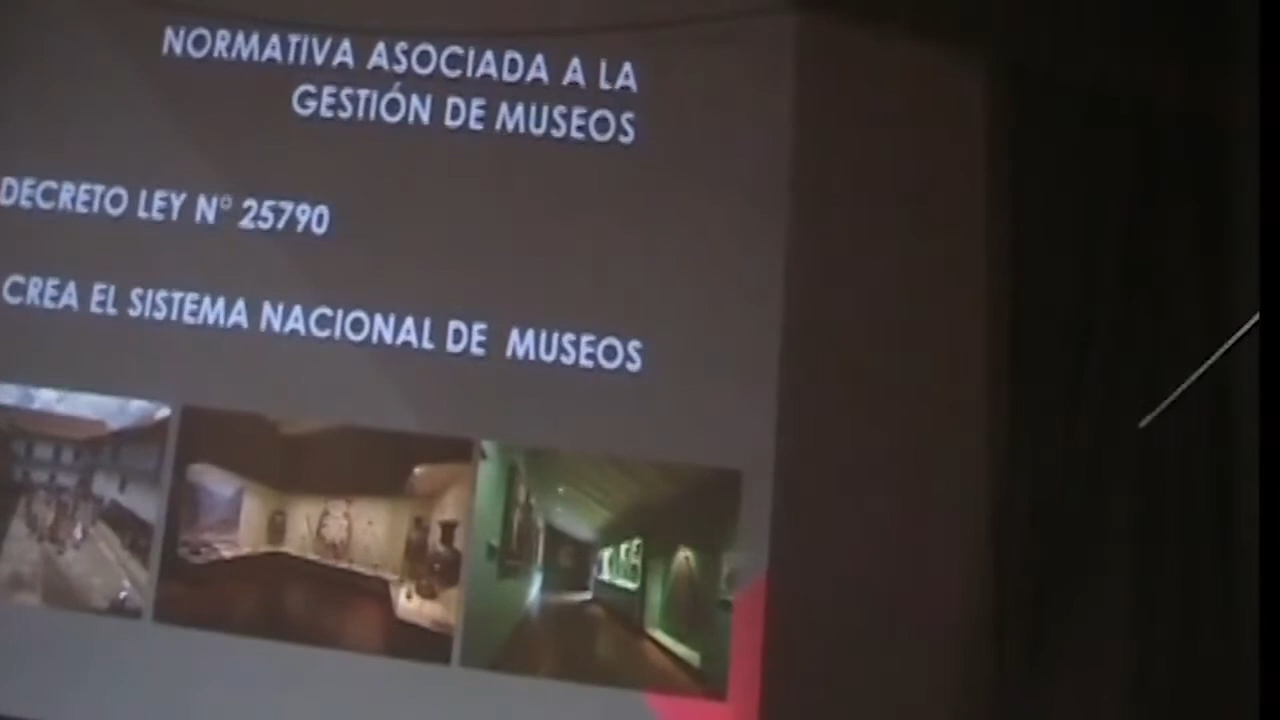 NORMATIVA ASOCIADA A LA
GESTIÓN DE MUSEOS
DECRETO LEY N° 25790
CREA EL SISTEMA NACIONAL DE MUSEOS